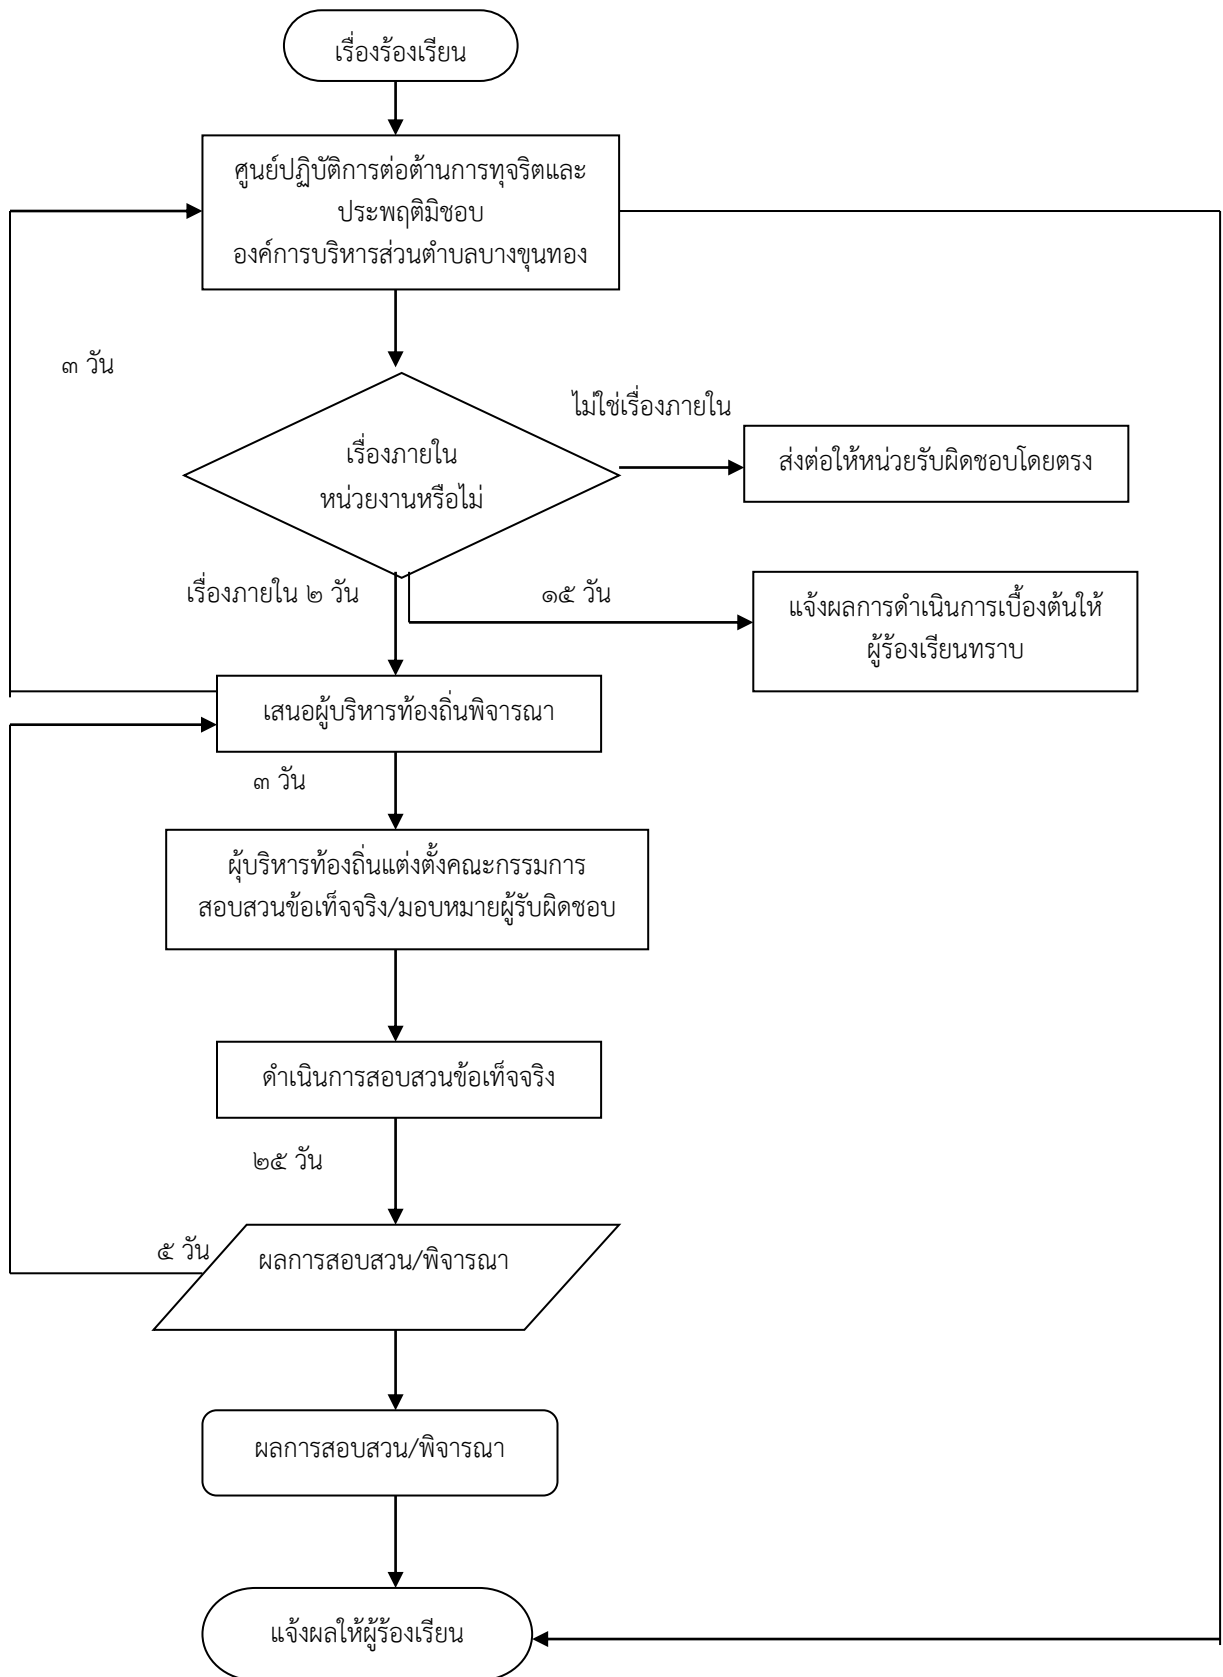 เรื่องร้องเรียน
ศูนย์ปฏิบัติการต่อต้านการทุจริตและ
ประพฤติมิชอบ
องค์การบริหารส่วนตำบลบางขุนทอง
๓ วัน
ไม่ใช่เรื่องภายใน
เรื่องภายใน
หน่วยงานหรือไม่
ส่งต่อให้หน่วยรับผิดชอบโดยตรง
เรื่องภายใน ๒ วัน
๑๕ วัน
แจ้งผลการดำเนินการเบื้องต้นให้
ผู้ร้องเรียนทราบ
เสนอผู้บริหารท้องถิ่นพิจารณา
๓ วัน
ผุ้บริหารท้องถิ่นแต่งตั้งคณะกรรมการ
สอบสวนข้อเท็จจริง/มอบหมายผู้รับผิดชอบ
ดำเนินการสอบสวนข้อเท็จจริง
๒๕ วัน
๕ วัน
ผลการสอบสวน/พิจารณา
ผลการสอบสวน/พิจารณา
แจ้งผลให้ผู้ร้องเรียน